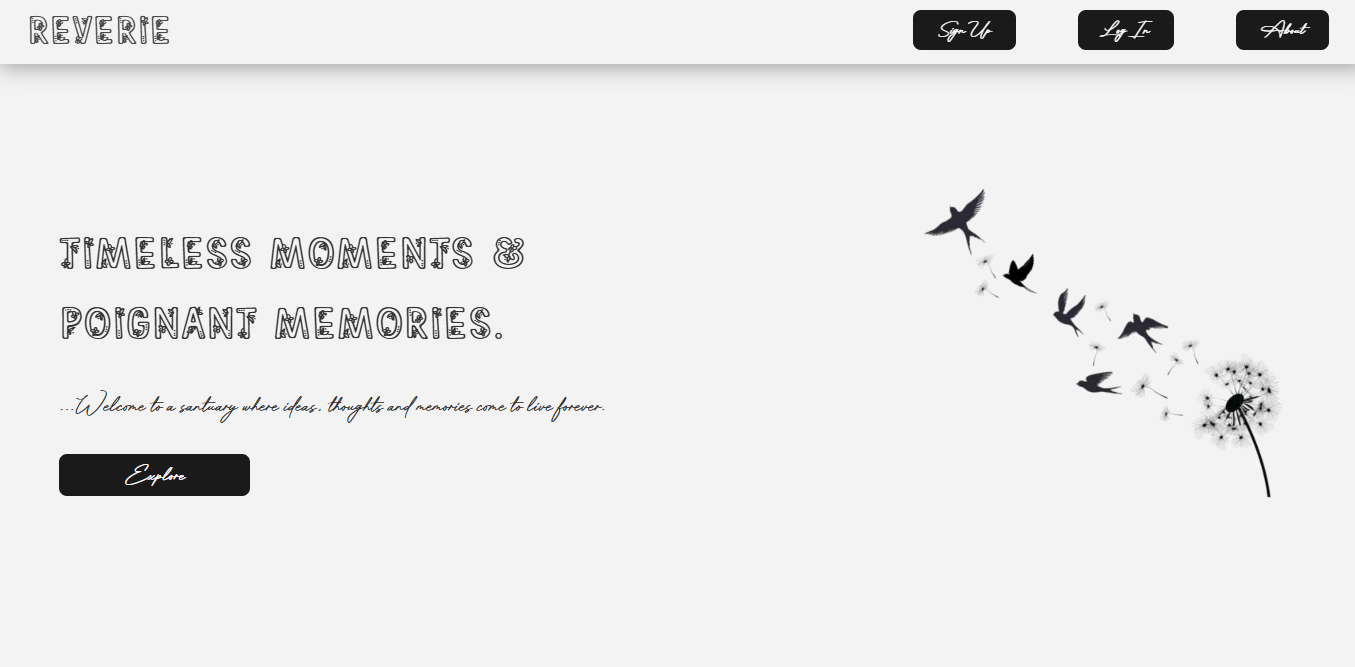 REVERIE
Sign Up
Log In
About
TIMELESS MOMENTS &
POIGNANT MEMORIES.
...Welcome to a santuary where ideas, thoughts and memories come to live forever.
Explore